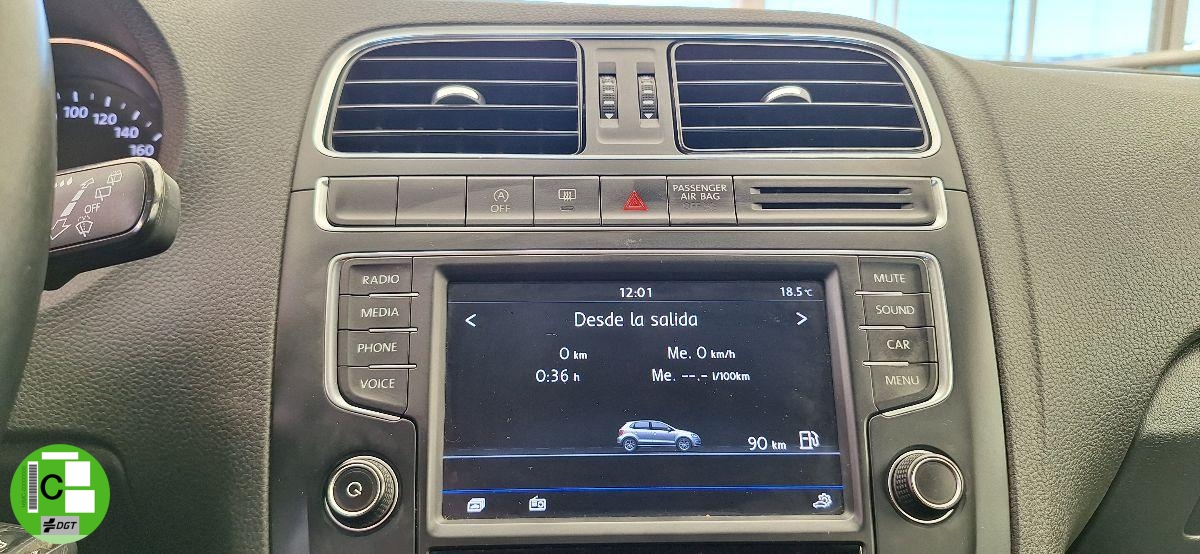 100
120
140
160
OFF
A
OFF
PASSENGER
AIR BAG
RADIO
MEDIA
PHONE
VOICE
MUTE
SOUND
CAR
MENU
12:01
18.5 °C
< Desde la salida >
0 km Me. 0 km/h
0:36 h Me. --.- l/100km
90 km
C
DGT